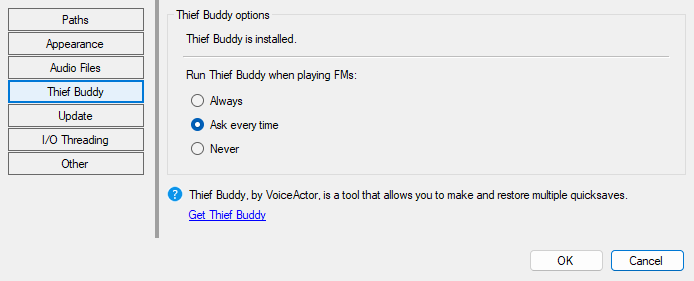 Paths
Appearance
Audio Files
Thief Buddy
Update
I/O Threading
Other
Thief Buddy options
Thief Buddy is installed.
Run Thief Buddy when playing FMs:
Always
Ask every time
Never
? Thief Buddy, by VoiceActor, is a tool that allows you to make and restore multiple quicksaves.
Get Thief Buddy
OK Cancel